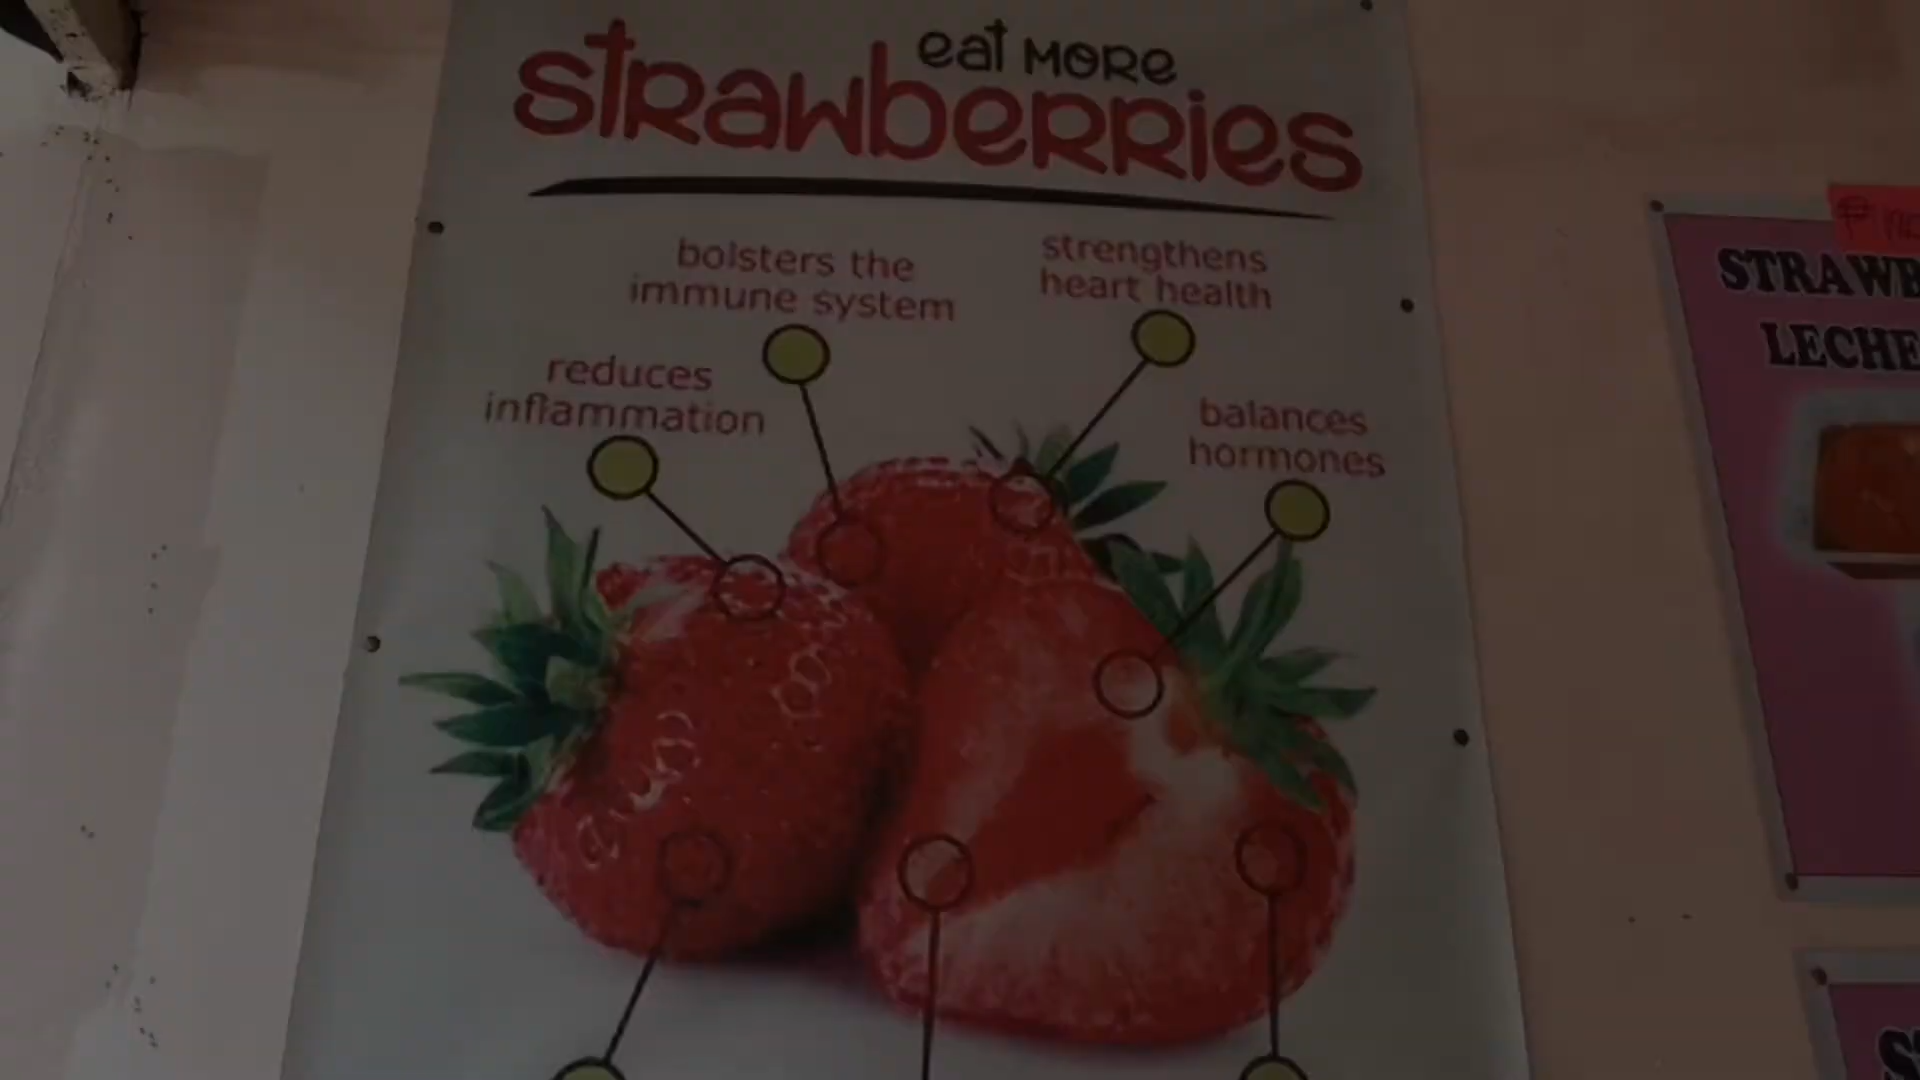 eat MORE
strawberries
bolsters the
immune system
strengthens
heart health
reduces
inflammation
balances
hormones
STRAWB
LECHE